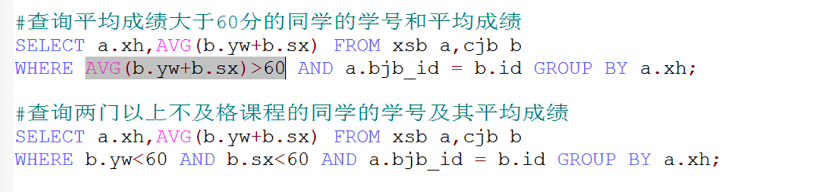 #查询平均成绩大于60分的同学的学号和平均成绩
SELECT a.xh,AVG(b.yw+b.sx) FROM xsb a,cjb b
WHERE AVG(b.yw+b.sx)>60 AND a.bjb_id = b.id GROUP BY a.xh;
#查询两门以上不及格课程的同学的学号及其平均成绩
SELECT a.xh,AVG(b.yw+b.sx) FROM xsb a,cjb b
WHERE b.yw<60 AND b.sx<60 AND a.bjb_id = b.id GROUP BY a.xh;